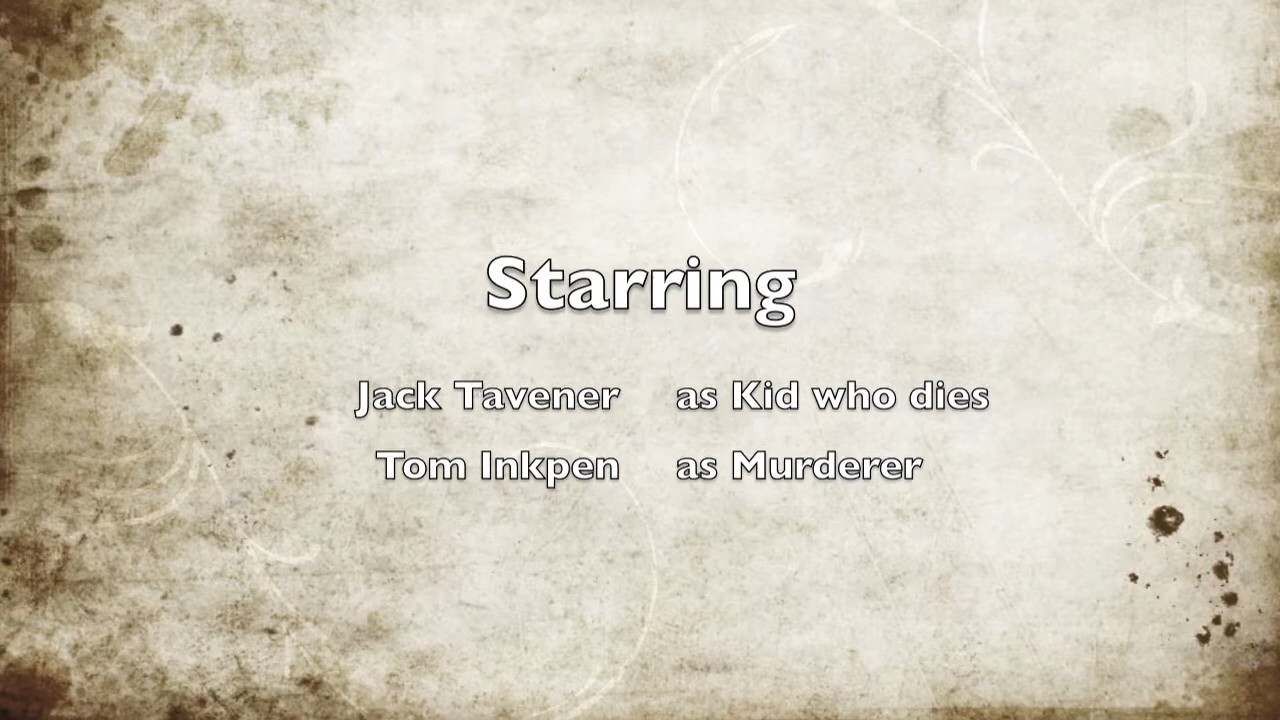 Starring
Jack Tavener as Kid who dies
Tom Inkpen as Murderer